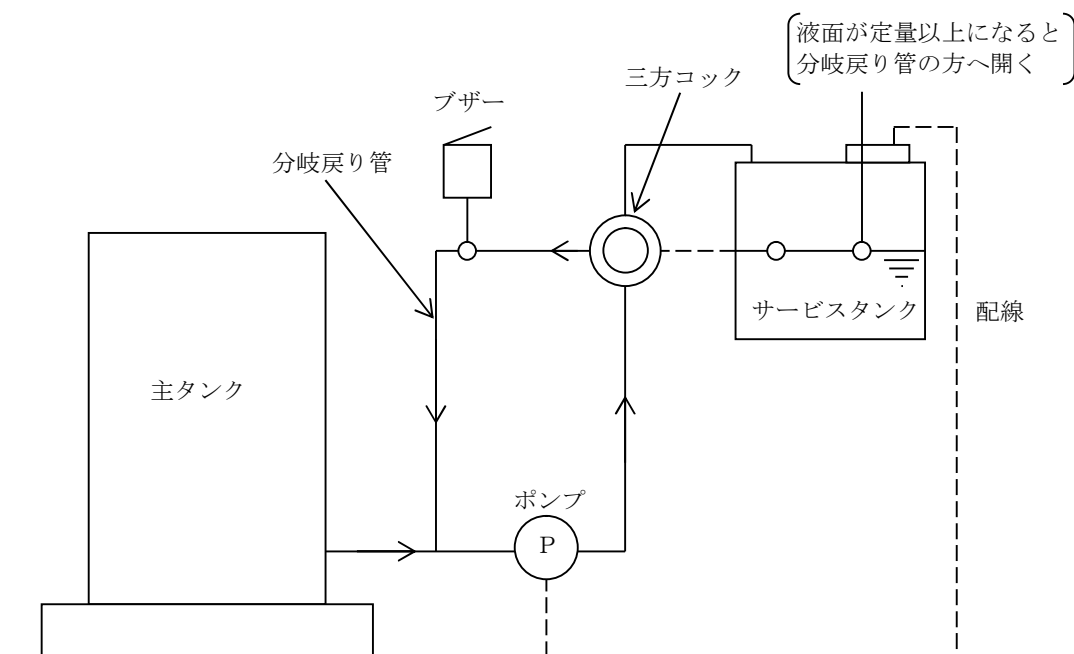 液面が定量以上になると
分岐戻り管の方へ開く
三方コック
ブザー
分岐戻り管
サービスタンク
配線
主タンク
ポンプ
P